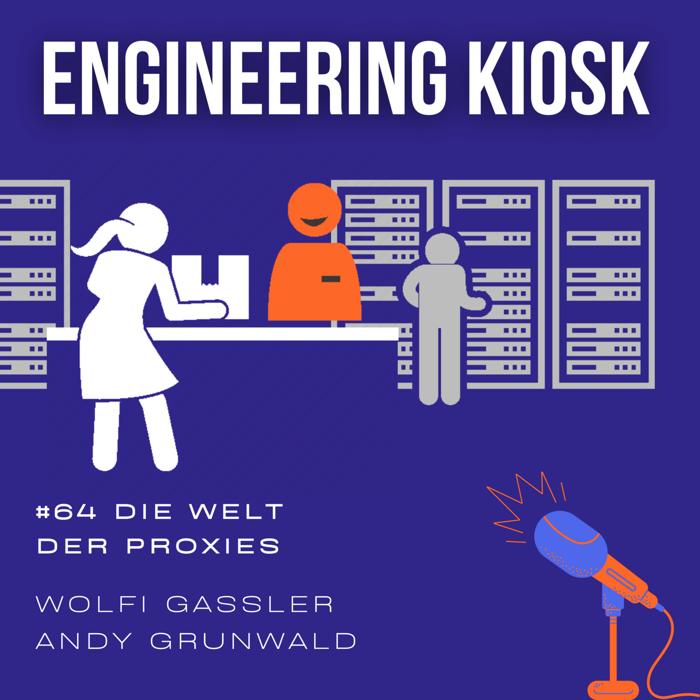 ENGINEERING KIOSK
#64 DIE WELT
DER PROXIES
WOLFI GASSLER
ANDY GRUNWALD